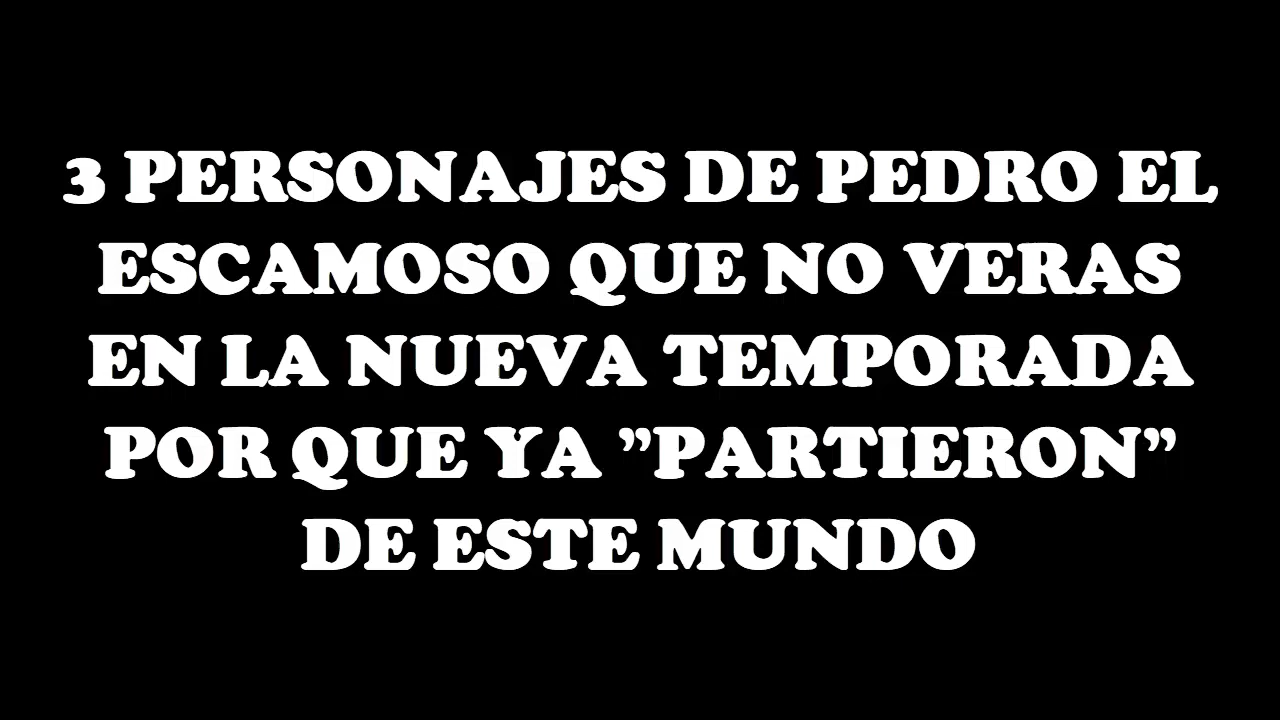 3 PERSONAJES DE PEDRO EL
ESCAMOSO QUE NO VERAS
EN LA NUEVA TEMPORADA
POR QUE YA ”PARTIERON”
DE ESTE MUNDO